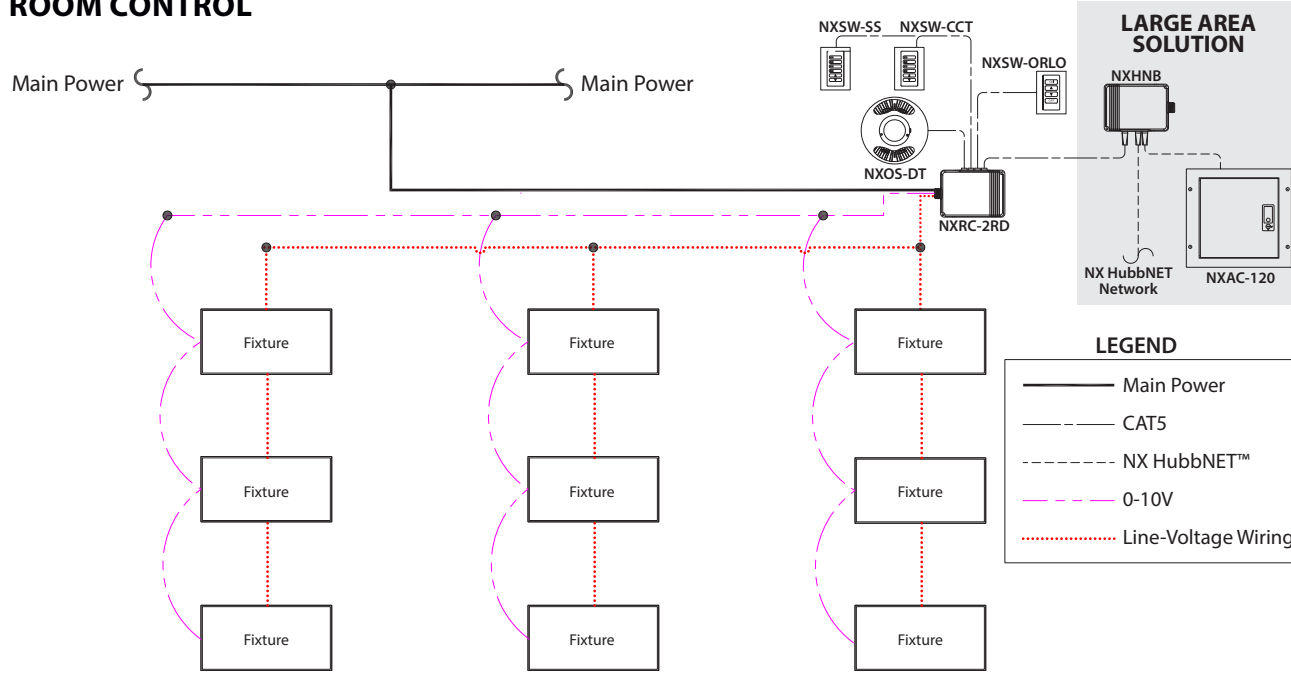 ROOM CONTROL
Main Power
Main Power
NXSW-SS
NXSW-CCT
NXSW-ORLO
NXOS-DT
NXRC-2RD
LARGE AREA
SOLUTION
NXHNB
NX HubbNET
Network
NXAC-120
Fixture
Fixture
Fixture
Fixture
Fixture
Fixture
Fixture
Fixture
Fixture
LEGEND
Main Power
CAT5
NX HubbNET™
0-10V
Line-Voltage Wiring